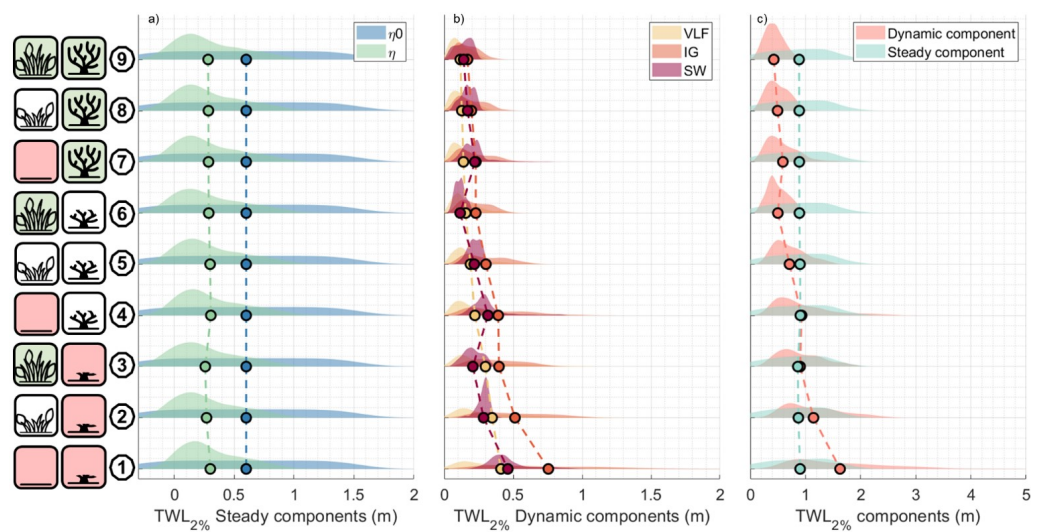 a)
η0
η
b)
VLF
IG
SW
c)
Dynamic component
Steady component
9
8
7
6
5
4
3
2
1
0 0.5 1 1.5 2
TWL2% Steady components (m)
0 0.5 1 1.5 2
TWL2% Dynamic components (m)
0 1 2 3 4 5
TWL2% components (m)